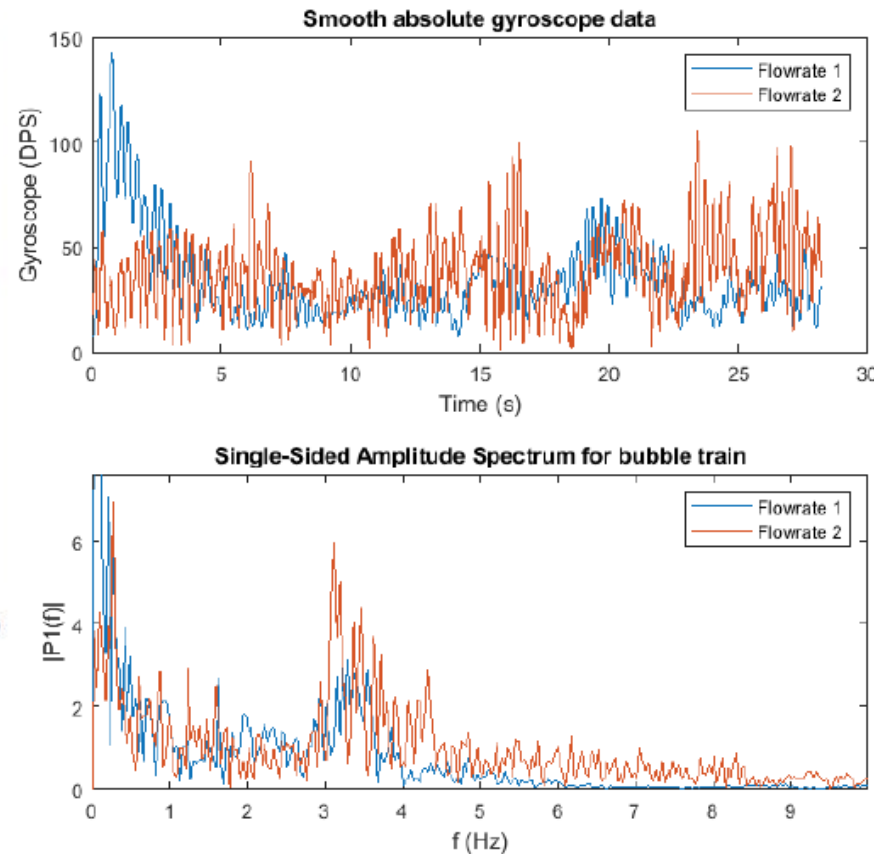 Smooth absolute gyroscope data
150
100
50
0
Gyroscope (DPS)
Flowrate 1
Flowrate 2
0 5 10 15 20 25 30
Time (s)
Single-Sided Amplitude Spectrum for bubble train
6
4
2
0
|P1(f)|
Flowrate 1
Flowrate 2
0 1 2 3 4 5 6 7 8 9
f (Hz)